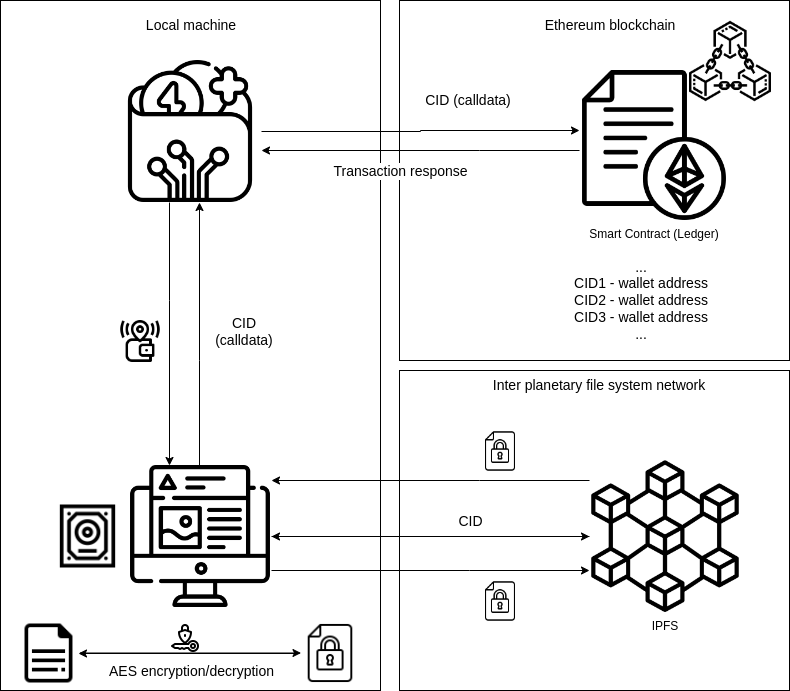 Local machine
Ethereum blockchain
CID (calldata)
Transaction response
Smart Contract (Ledger)
...
CID1 - wallet address
CID2 - wallet address
CID3 - wallet address
...
CID
(calldata)
Inter planetary file system network
CID
IPFS
AES encryption/decryption